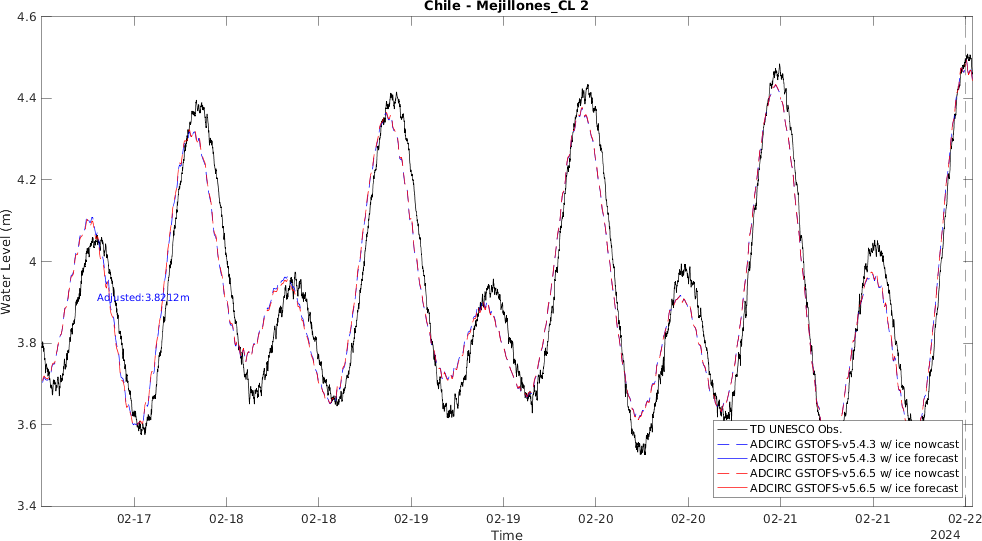 Chile - Mejillones_CL 2
4.6
4.4
4.2
4
3.8
3.6
3.4
Water Level (m)
Adjusted:3.8212m
TD UNESCO Obs.
ADCIRC GSTOFS-v5.4.3 w/ ice nowcast
ADCIRC GSTOFS-v5.4.3 w/ ice forecast
ADCIRC GSTOFS-v5.6.5 w/ ice nowcast
ADCIRC GSTOFS-v5.6.5 w/ ice forecast
02-17 02-18 02-18 02-19 02-19 02-20 02-20 02-21 02-21 02-22
Time
2024